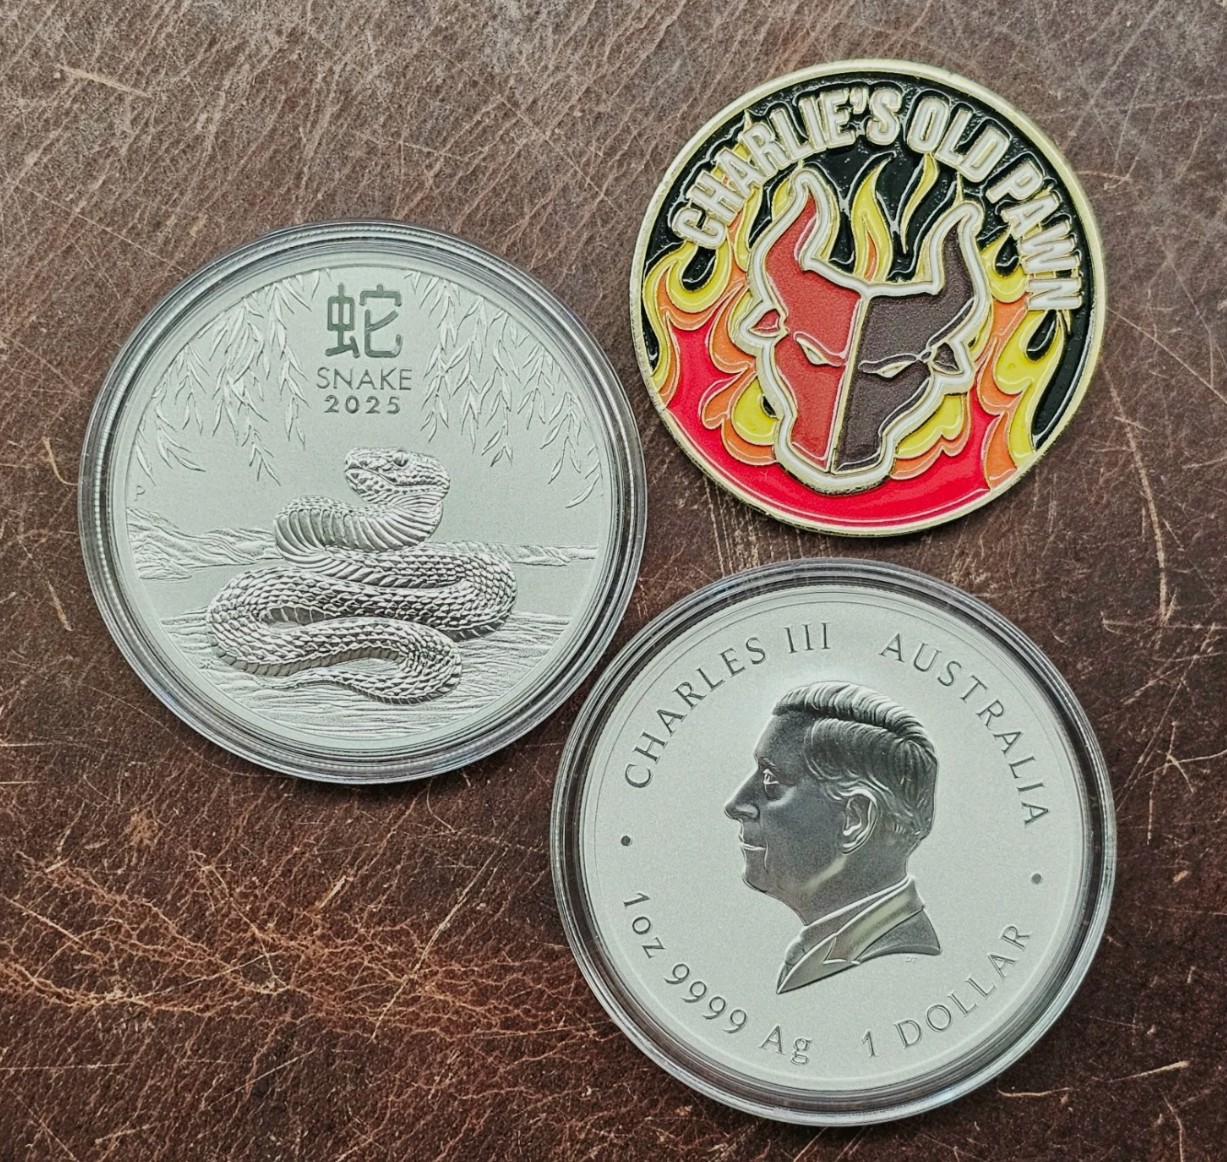 CHARLIE'S OLD PAWN
蛇
SNAKE
2025
P
CHARLES III AUSTRALIA
1oz 9999 Ag 1 DOLLAR